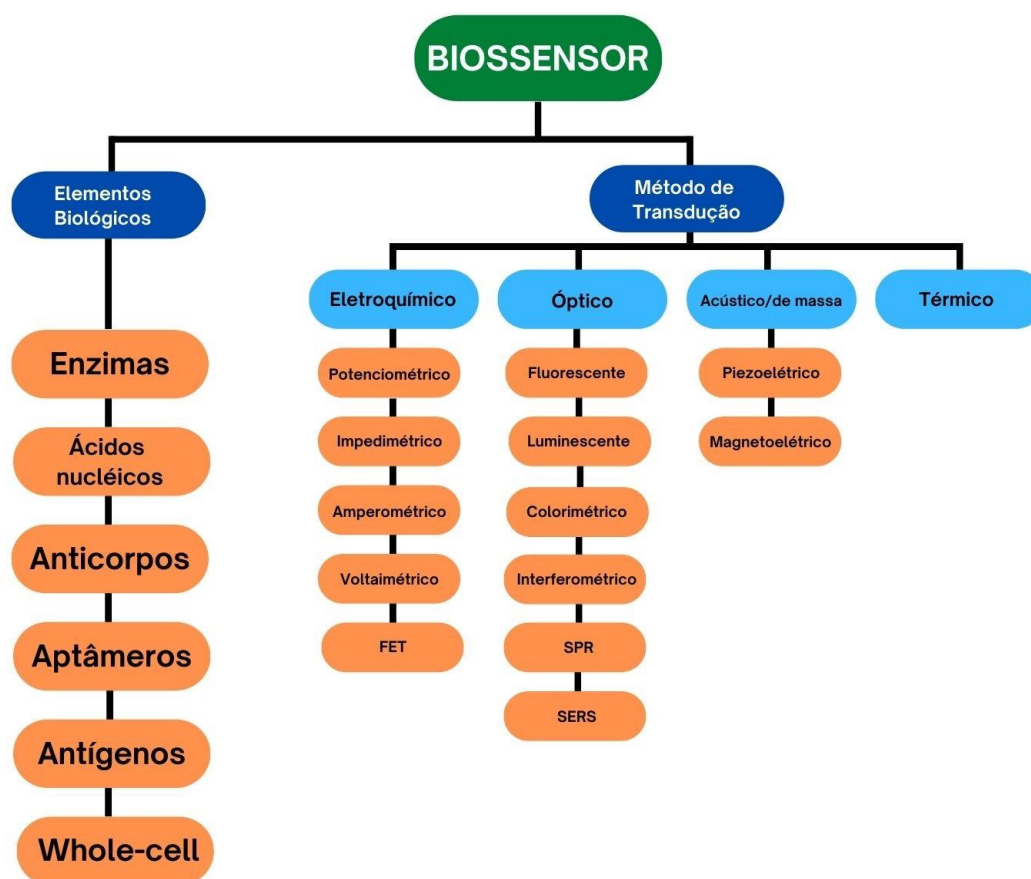 BIOSSENSOR
Elementos
Biológicos
Enzimas
Ácidos
nucléicos
Anticorpos
Aptâmeros
Antígenos
Whole-cell
Método de
Transdução
Eletroquímico
Potenciométrico
Impedimétrico
Amperométrico
Voltaimétrico
FET
Óptico
Fluorescente
Luminescente
Colorimétrico
Interferométrico
SPR
SERS
Acústico/de massa
Piezoelétrico
Magnetoelétrico
Térmico